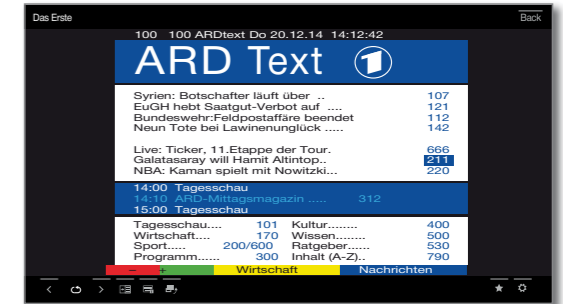 Das Erste Back
100 100 ARDtext Do 20.12.14 14:12:42
ARD Text 1
Syrien: Botschafter läuft über .. 107
EuGH hebt Saatgut-Verbot auf .... 121
Bundeswehr:Feldpostaffäre beendet 112
Neun Tote bei Lawinenunglück ..... 142
Live: Ticker, 11.Etappe der Tour. 666
Galatasaray will Hamit Altintop.. 211
NBA: Kaman spielt mit Nowitzki... 220
14:00 Tagesschau
14:10 ARD-Mittagsmagazin ..... 312
15:00 Tagesschau
Tagesschau.... 101 Kultur........ 400
Wirtschaft.... 170 Wissen........ 500
Sport..... 200/600 Ratgeber...... 530
Programm...... 300 Inhalt (A-Z).. 790
- + Wirtschaft Nachrichten